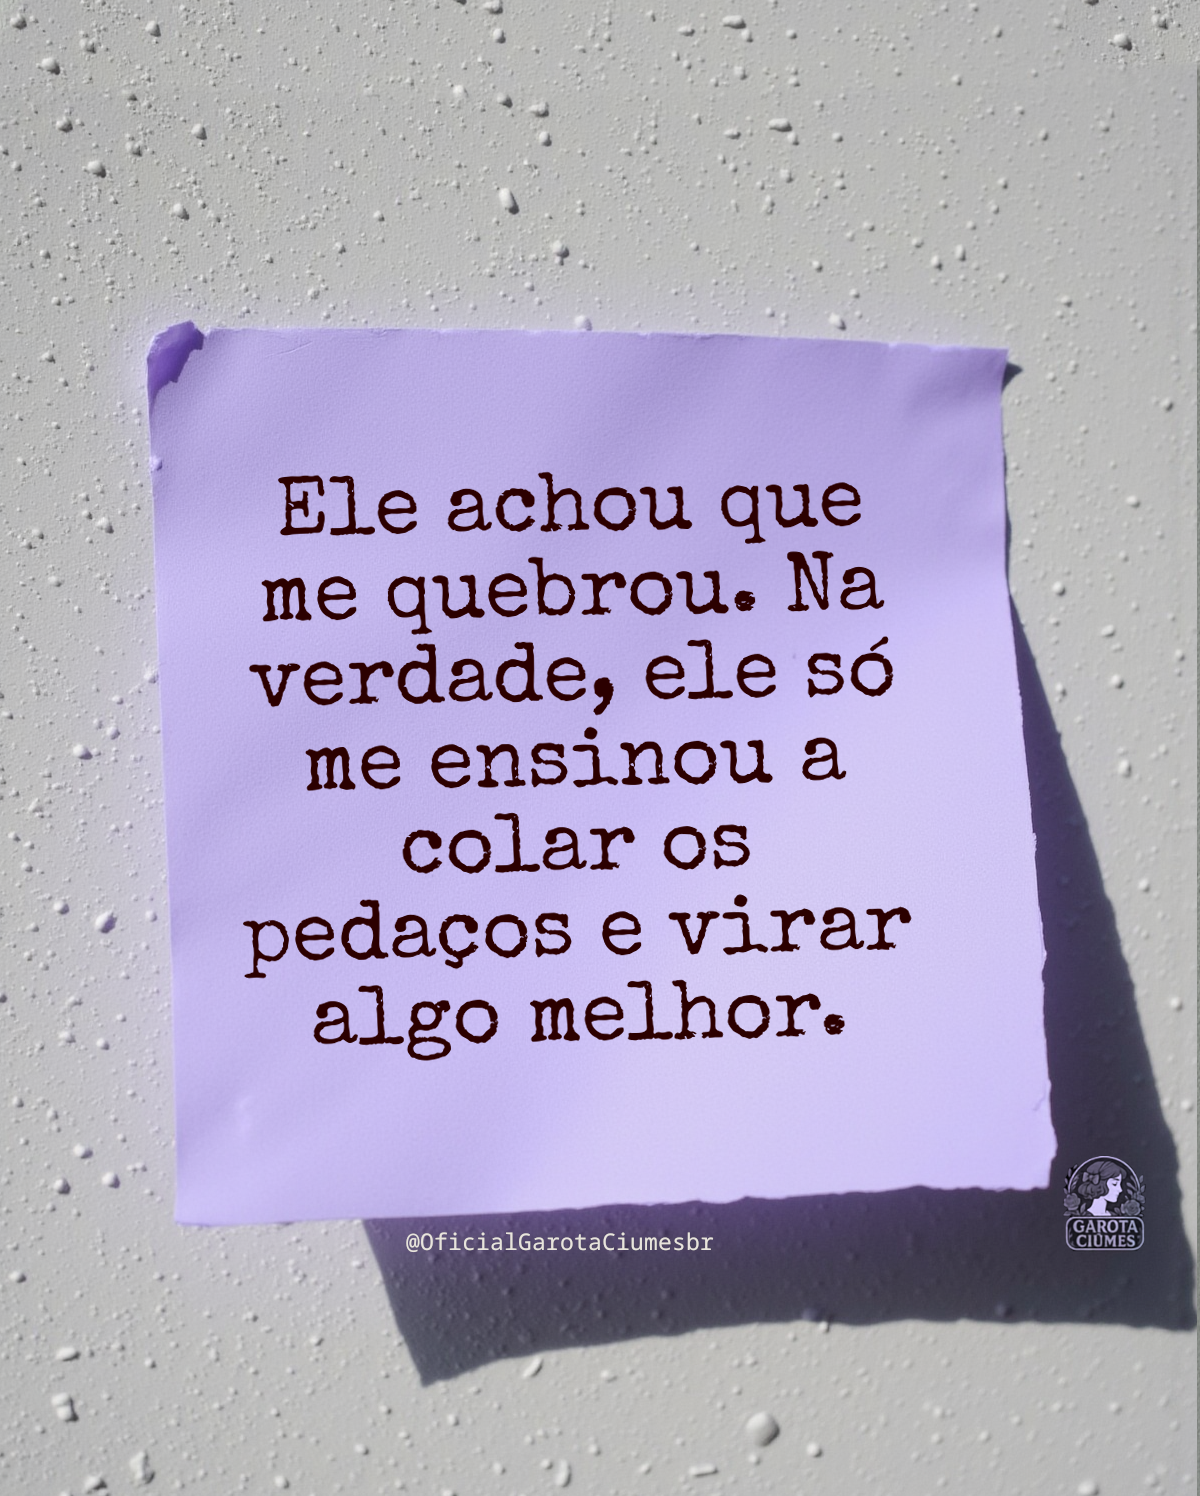 Ele achou que
me quebrou. Na
verdade, ele só
me ensinou a
colar os
pedaços e virar
algo melhor.
@OficialGarotaCiumesbr
GAROTA
CIÚMES